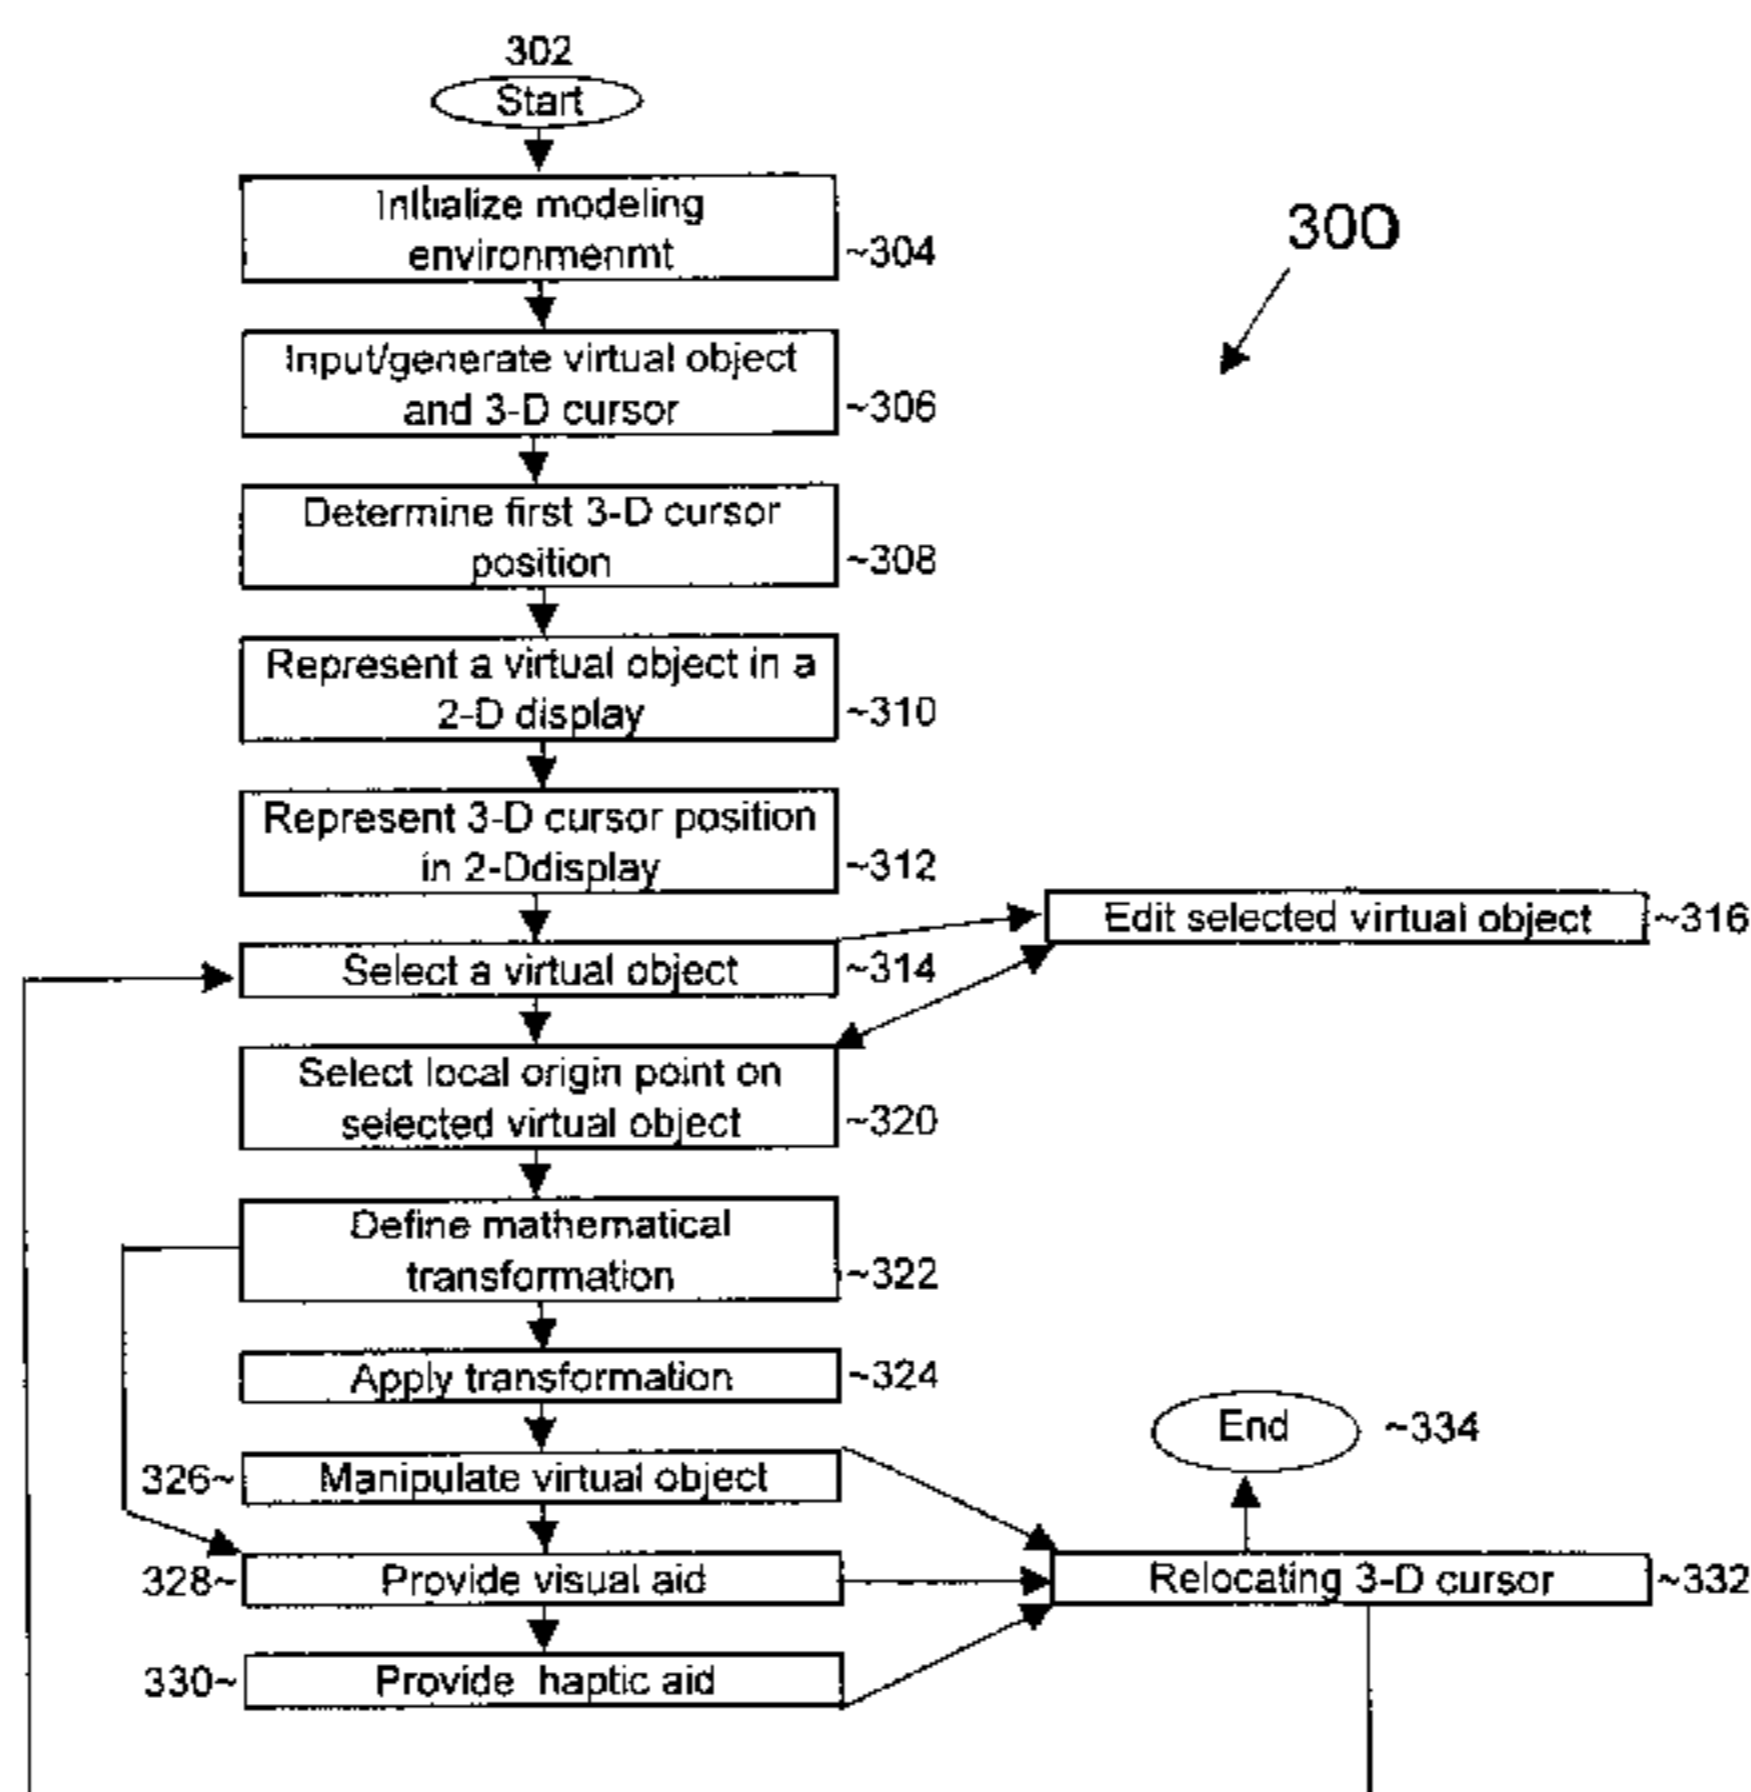 302
Start
Initialize modeling
environmenmt
~304
300
Input/generate virtual object
and 3-D cursor
~306
Determine first 3-D cursor
position
~308
Represent a virtual object in a
2-D display
~310
Represent 3-D cursor position
in 2-Ddisplay
~312
Edit selected virtual object
~316
Select a virtual object
~314
Select local origin point on
selected virtual object
~320
Define mathematical
transformation
~322
Apply transformation
~324
End
~334
326~
Manipulate virtual object
328~
Provide visual aid
Relocating 3-D cursor
~332
330~
Provide haptic aid